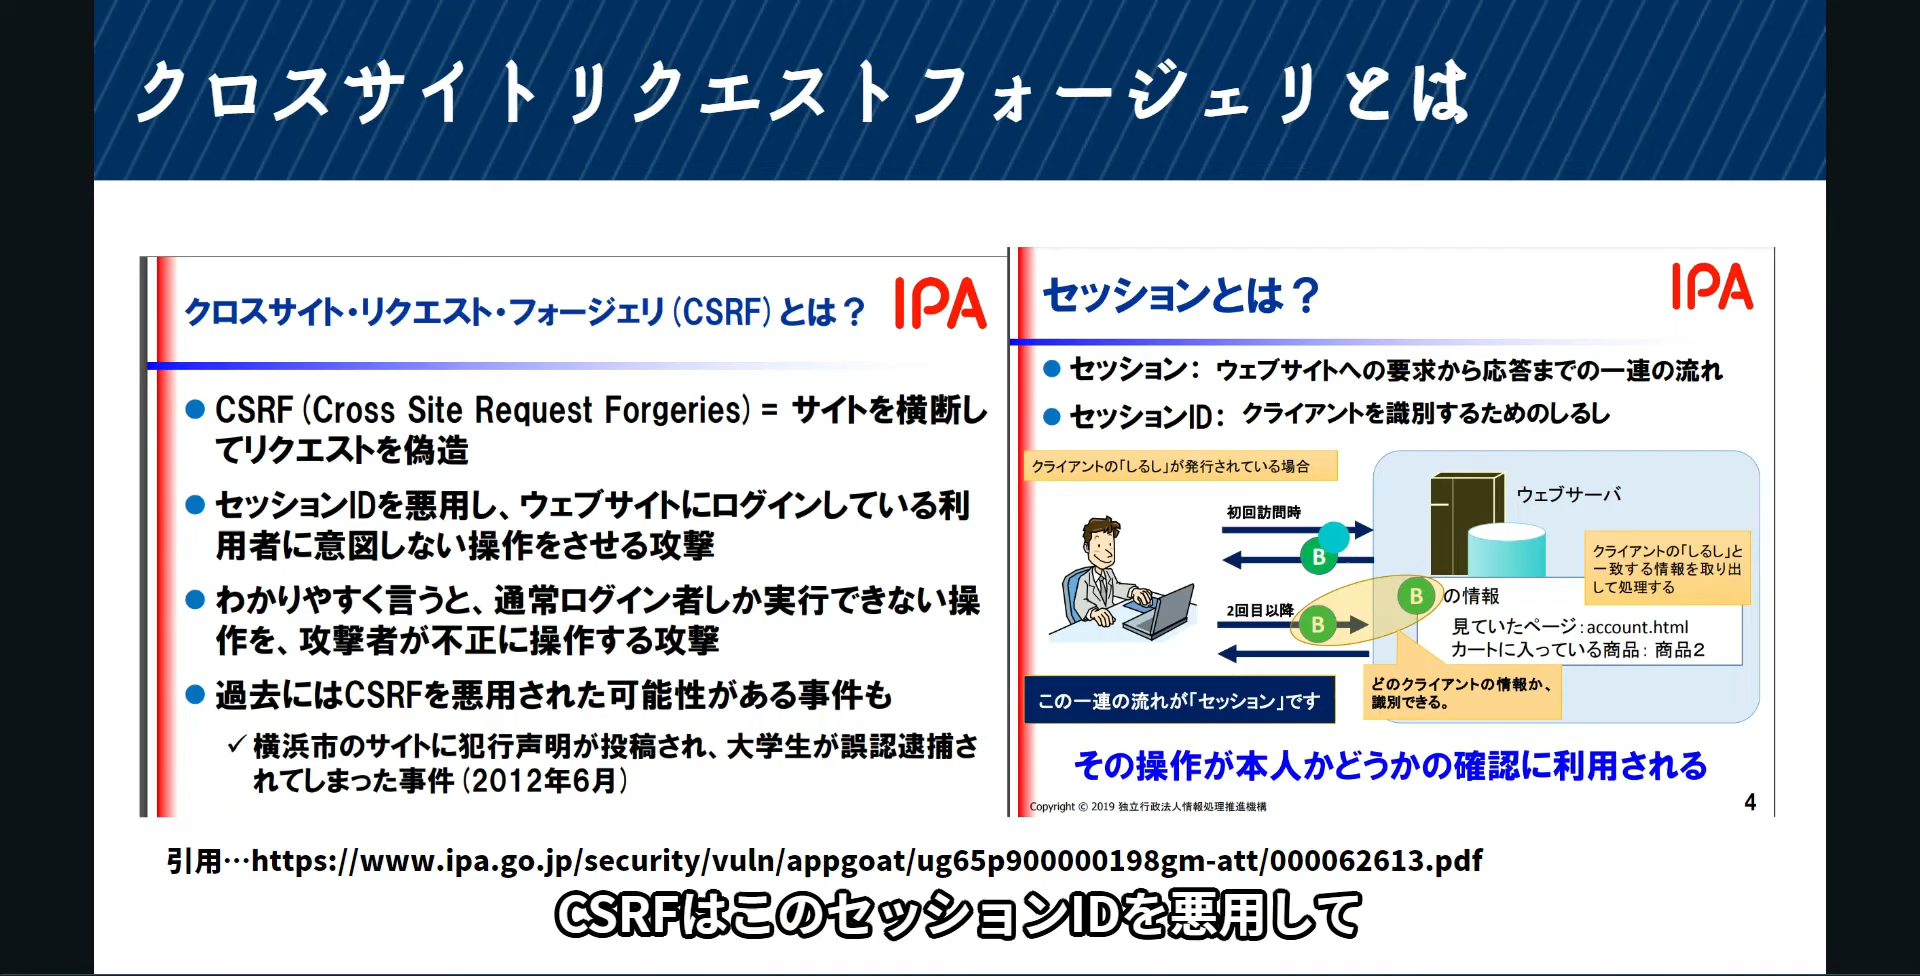 クロスサイトリクエストフォージェリとは
クロスサイト・リクエスト・フォージェリ(CSRF)とは？
IPA
CSRF(Cross Site Request Forgeries)= サイトを横断し
てリクエストを偽造
セッションIDを悪用し、ウェブサイトにログインしている利
用者に意図しない操作をさせる攻撃
わかりやすく言うと、通常ログイン者しか実行できない操
作を、攻撃者が不正に操作する攻撃
過去にはCSRFを悪用された可能性がある事件も
✓横浜市のサイトに犯行声明が投稿され、大学生が誤認逮捕さ
れてしまった事件(2012年6月)
セッションとは？
IPA
セッション： ウェブサイトへの要求から応答までの一連の流れ
セッションID： クライアントを識別するためのしるし
クライアントの「しるし」が発行されている場合
ウェブサーバ
初回訪問時
B
クライアントの「しるし」と
一致する情報を取り出
して処理する
2回目以降
B
B の情報
見ていたページ：account.html
カートに入っている商品： 商品2
どのクライアントの情報か、
識別できる。
この一連の流れが「セッション」です
その操作が本人かどうかの確認に利用される
Copyright © 2019 独立行政法人情報処理推進機構
4
引用…https://www.ipa.go.jp/security/vuln/appgoat/ug65p900000198gm-att/000062613.pdf
CSRFはこのセッションIDを悪用して